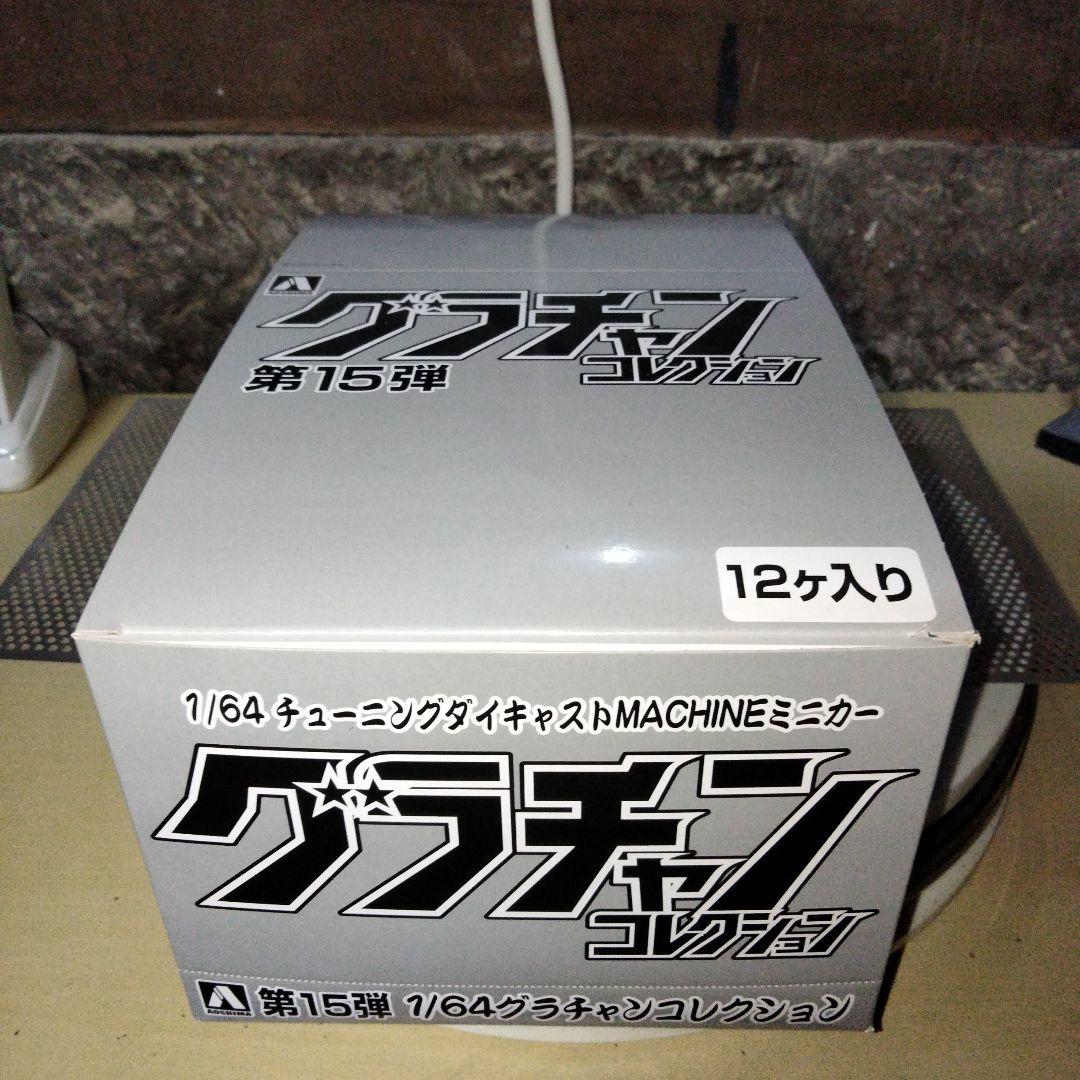 AOSHIMA
グラチャン
コレクション
第15弾
12ヶ入り
1/64 チューニングダイキャストMACHINEミニカー
グラチャン
コレクション
AOSHIMA
第15弾 1/64グラチャンコレクション